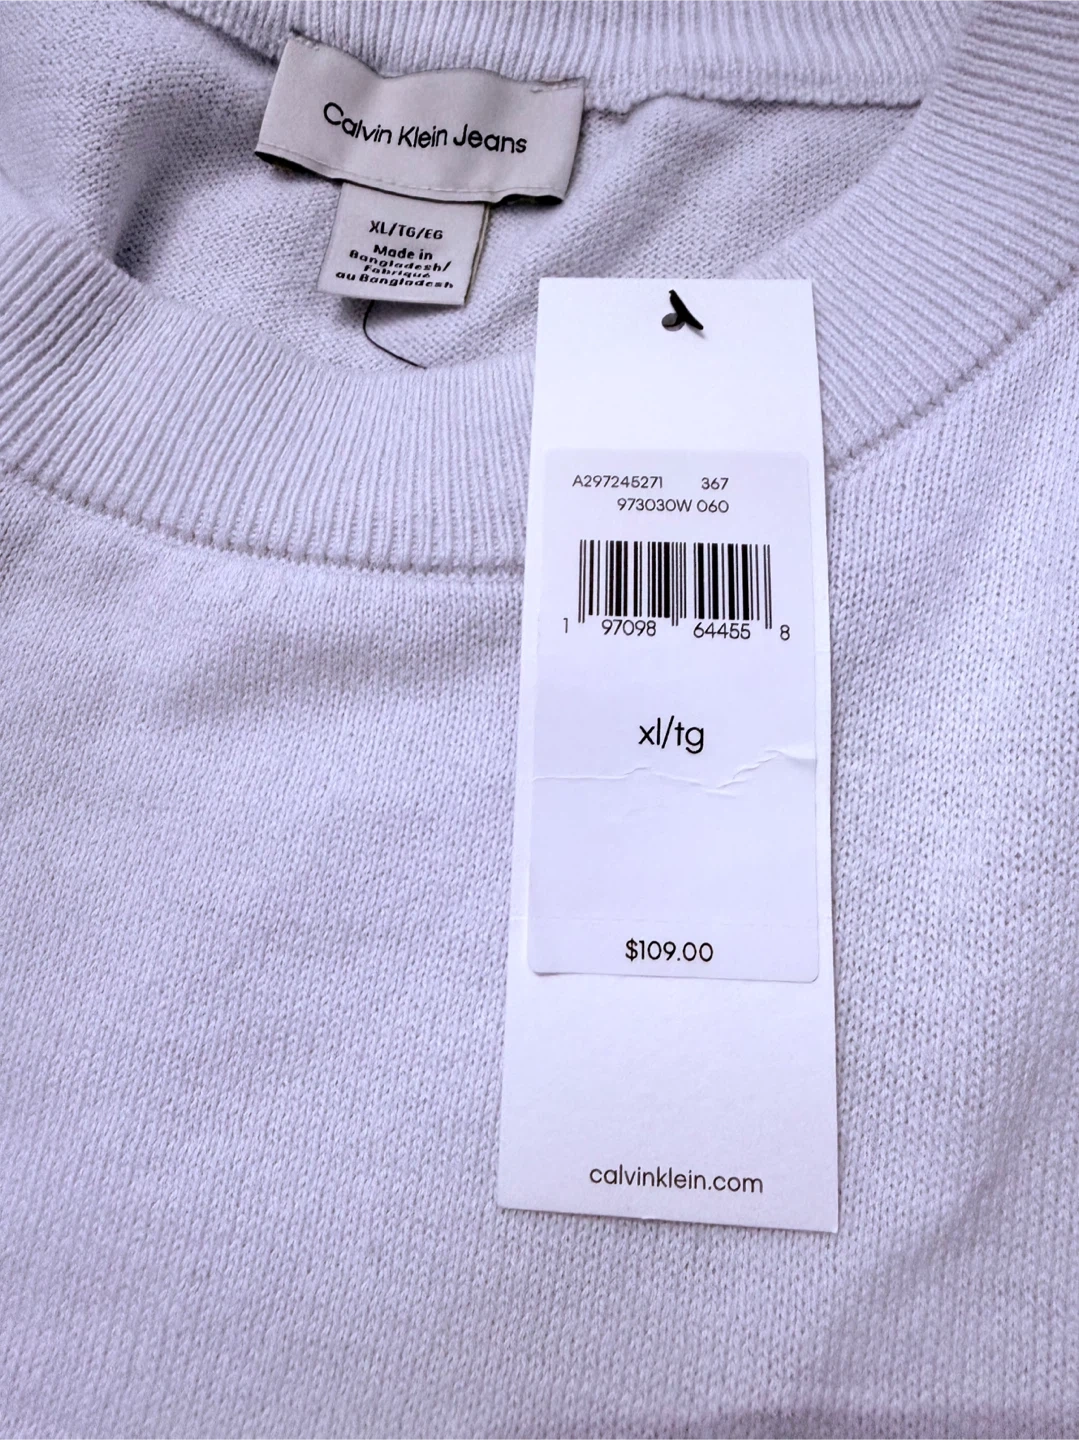 Calvin Klein Jeans
XL/TG/EG
Made in
Bangladesh/
Fabriqué
au Bangladesh
A297245271 367
973030W 060
1 97098 64455 8
xl/tg
$109.00
calvinklein.com